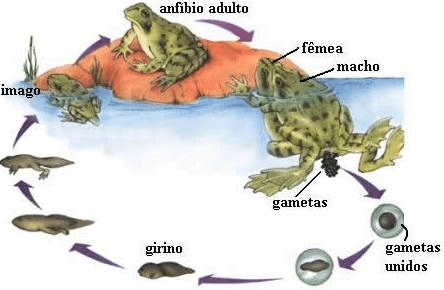 anfíbio adulto
fêmea
macho
imago
gametas
girino
gametas
unidos